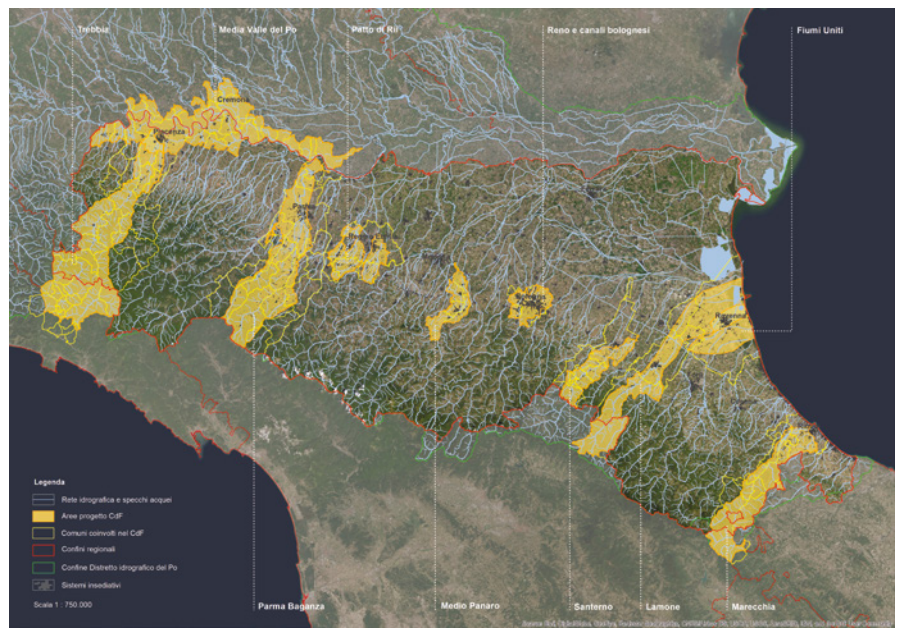 Trebbia
Media Valle del Po
Patto di Rii
Reno e canali bolognesi
Fiumi Uniti
Cremona
Piacenza
Parma
Ravenna
Legenda
Rete idrografica e specchi acquei
Aree progetto CdF
Comuni coinvolti nel CdF
Confini regionali
Confine Distretto idrografico del Po
Sistemi insediativi
Scala 1 : 750.000
Parma Baganza
Medio Panaro
Santerno
Lamone
Marecchia